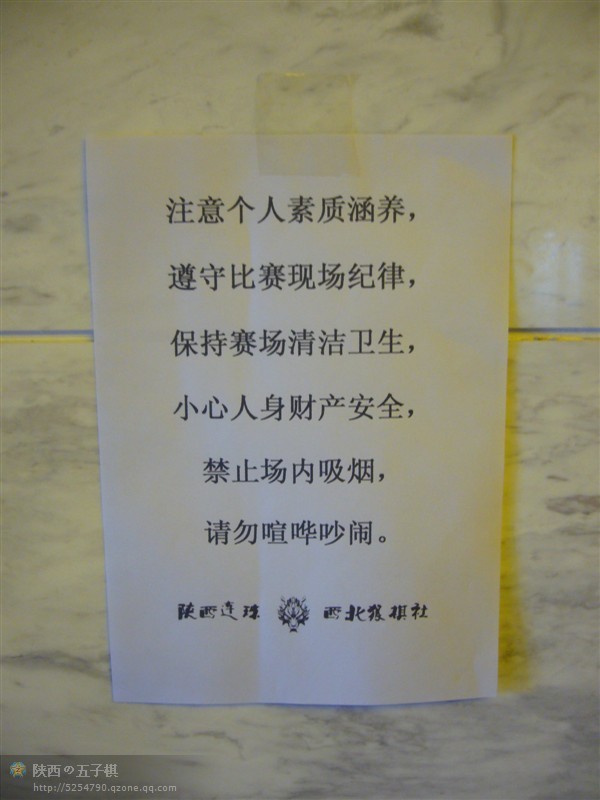 注意个人素质涵养，
遵守比赛现场纪律，
保持赛场清洁卫生，
小心人身财产安全，
禁止场内吸烟，
请勿喧哗吵闹。
陕西连珠 西北狼棋社
陕西の五子棋
http://5254790.qzone.qq.com